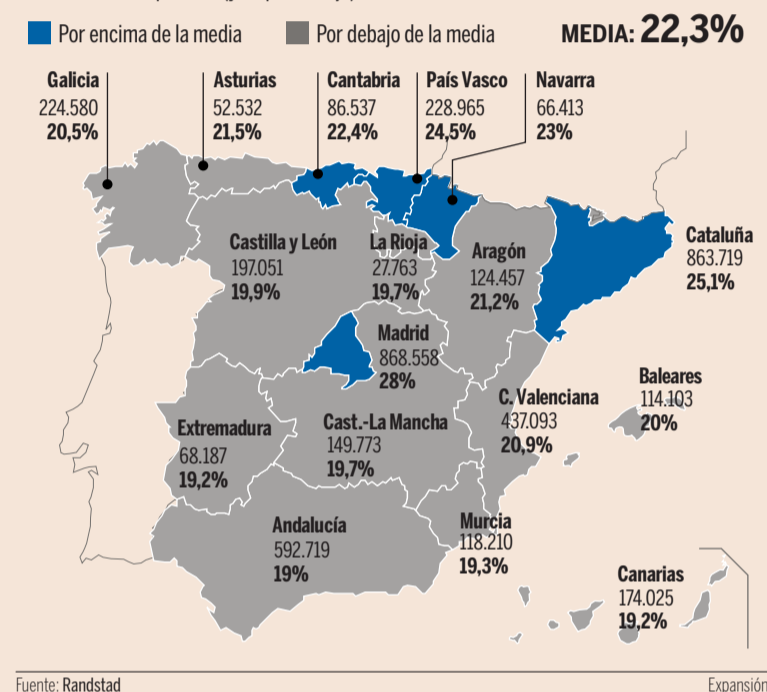 Por encima de la media
Por debajo de la media
MEDIA: 22,3%
Galicia
224.580
20,5%
Asturias
52.532
21,5%
Cantabria
86.537
22,4%
País Vasco
228.965
24,5%
Navarra
66.413
23%
Castilla y León
197.051
19,9%
La Rioja
27.763
19,7%
Aragón
124.457
21,2%
Cataluña
863.719
25,1%
Madrid
868.558
28%
Baleares
114.103
20%
C. Valenciana
437.093
20,9%
Extremadura
68.187
19,2%
Cast.-La Mancha
149.773
19,7%
Andalucía
592.719
19%
Murcia
118.210
19,3%
Canarias
174.025
19,2%
Fuente: Randstad
Expansión